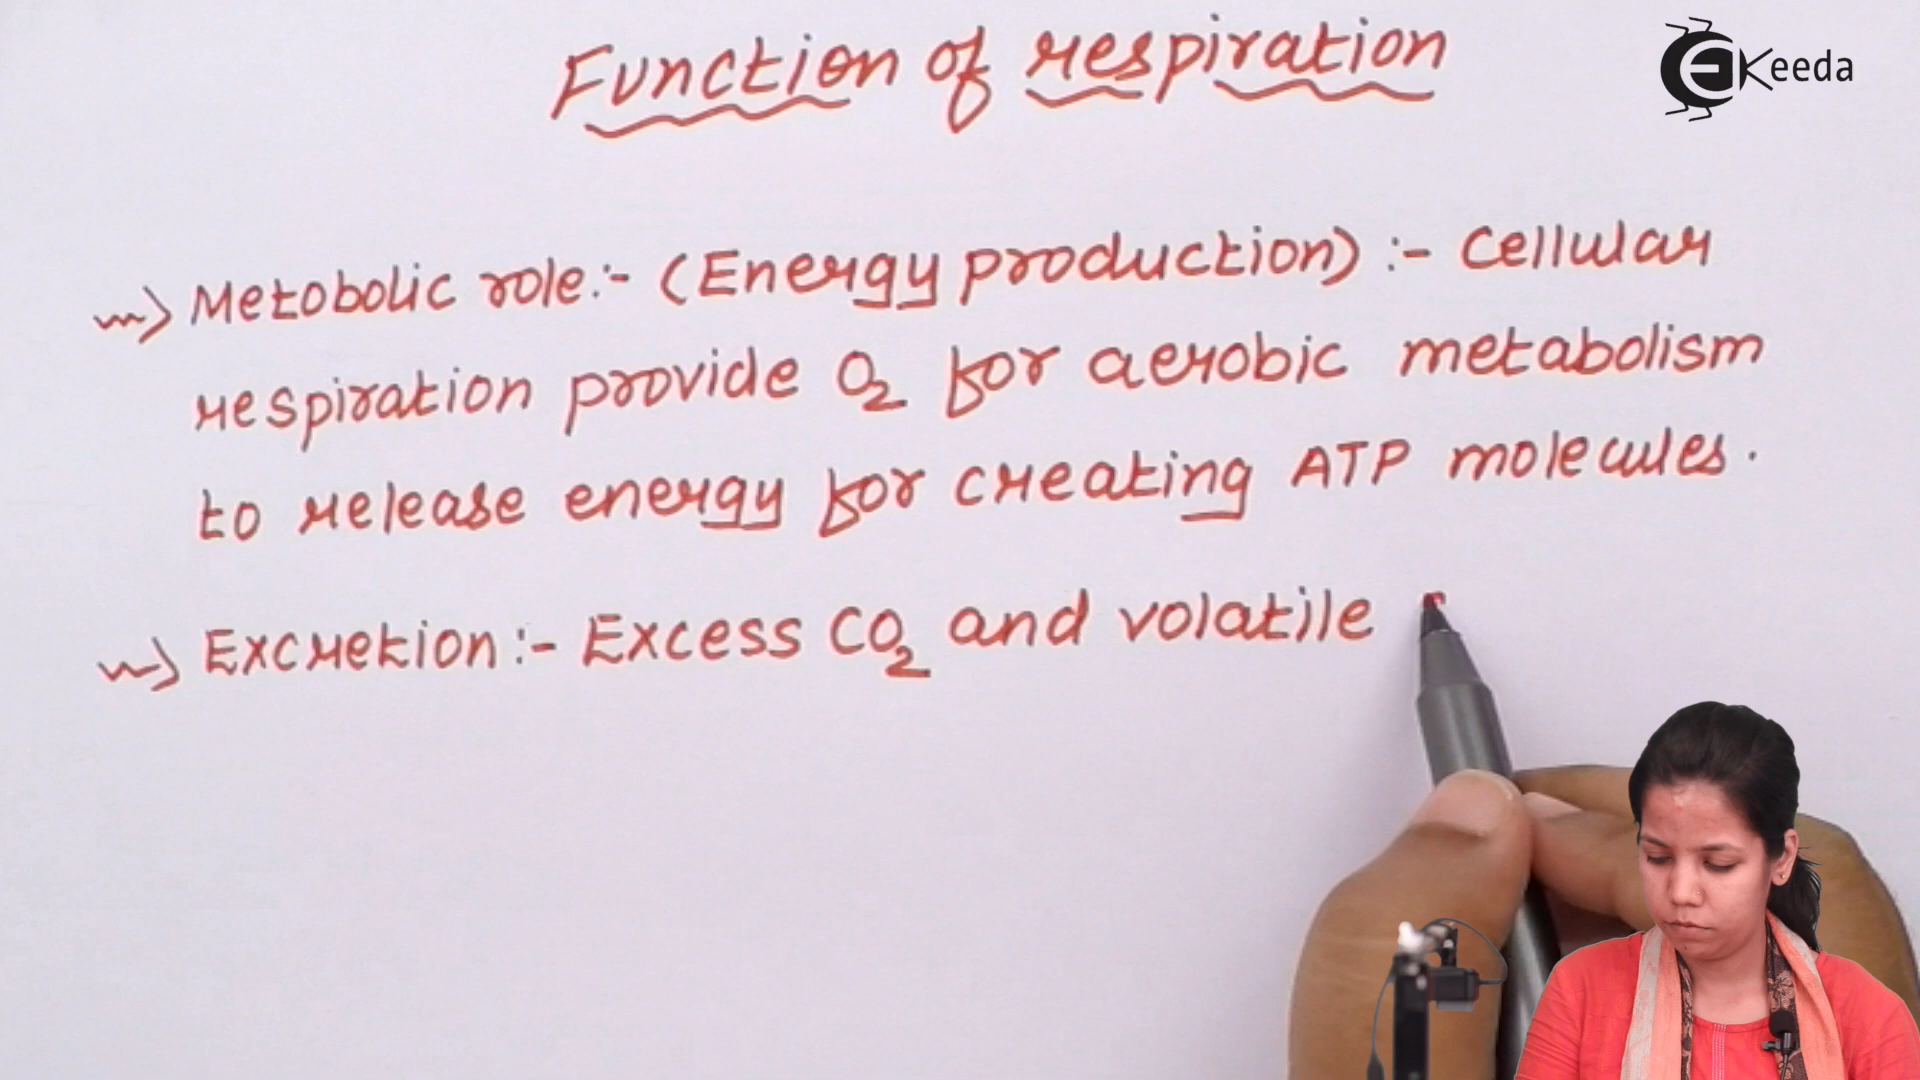 Function of respiration
EKeeda
Metobolic role:- (Energy production) :- Cellular
respiration provide O₂ for aerobic metabolism
to release energy for creating ATP molecules.
Excretion:- Excess CO₂ and volatile